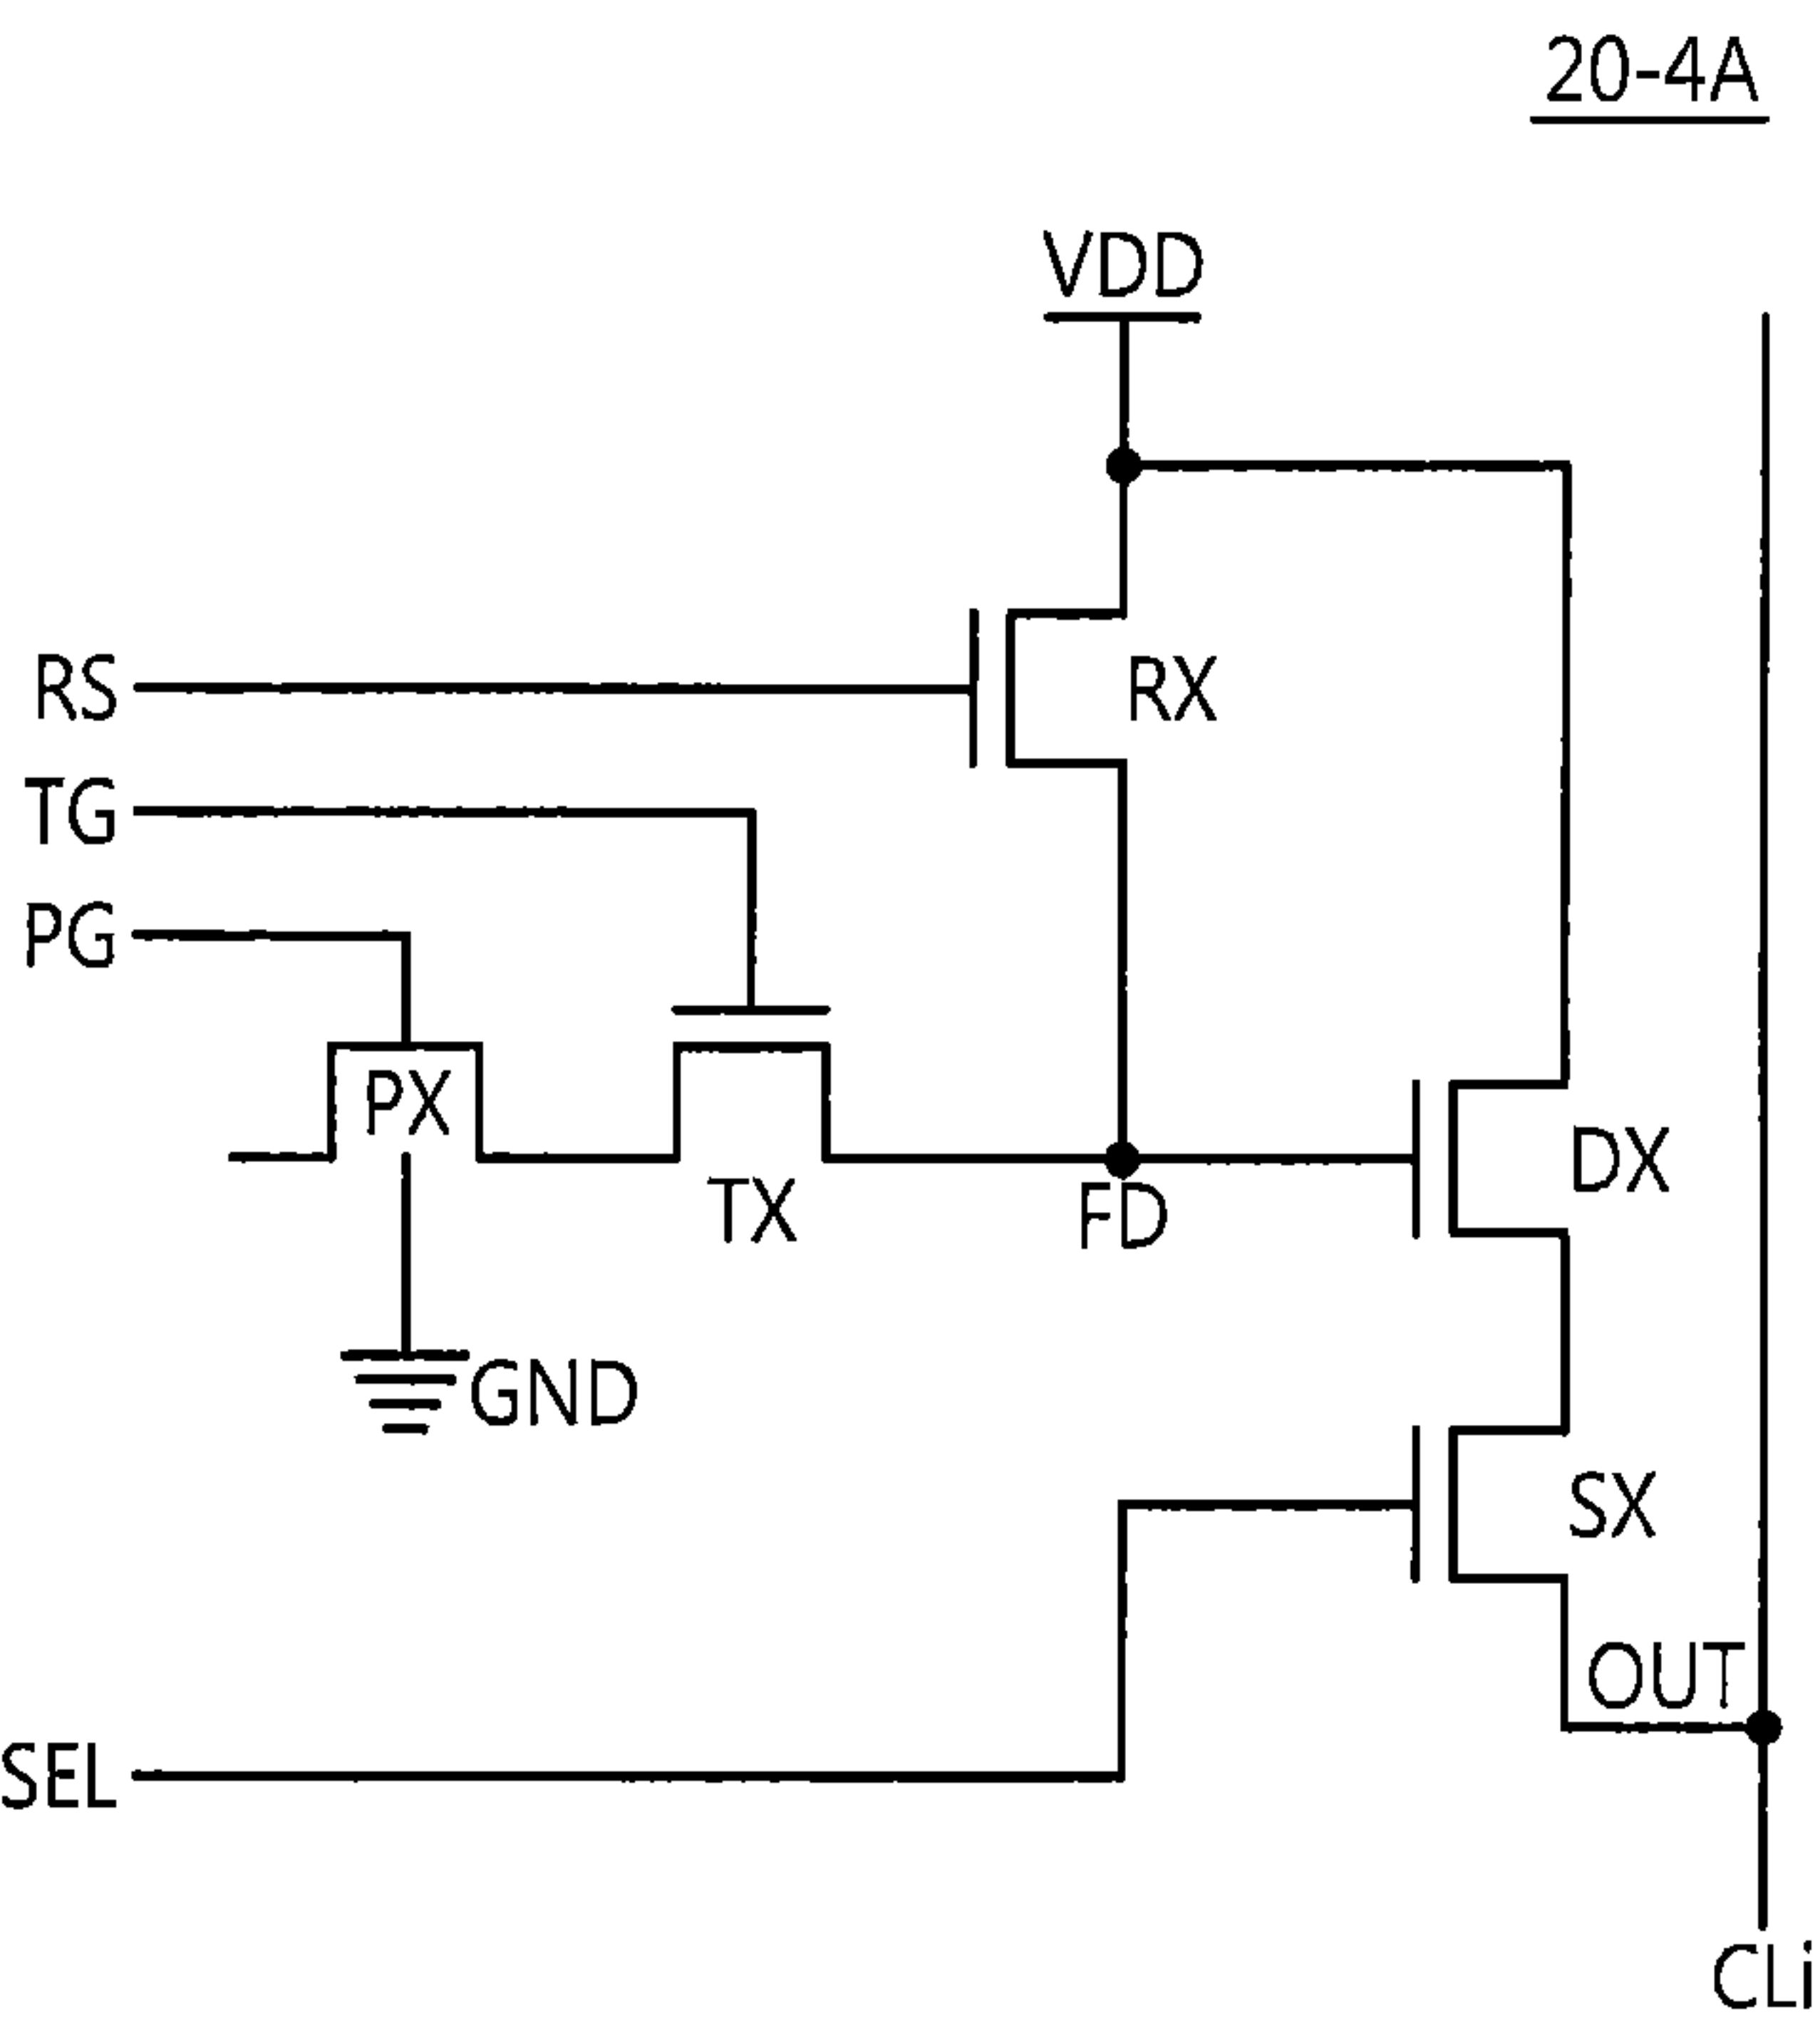 20-4A
VDD
RS
RX
TG
PG
PX
TX
FD
DX
GND
SX
OUT
SEL
CLi